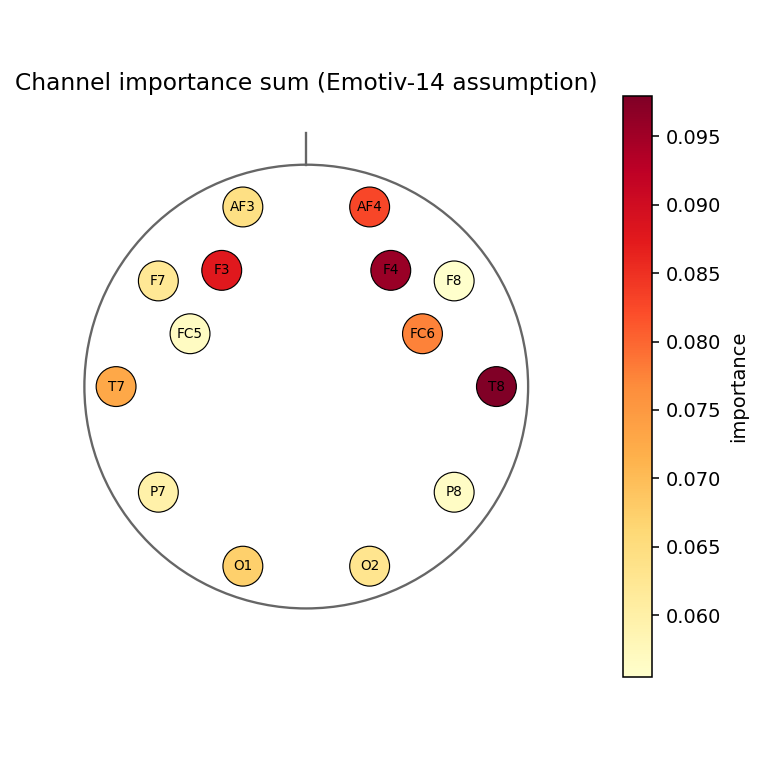 Channel importance sum (Emotiv-14 assumption)
AF3
AF4
F7
F3
F4
F8
FC5
FC6
T7
T8
P7
P8
O1
O2
0.095
0.090
0.085
0.080
0.075
0.070
0.065
0.060
importance